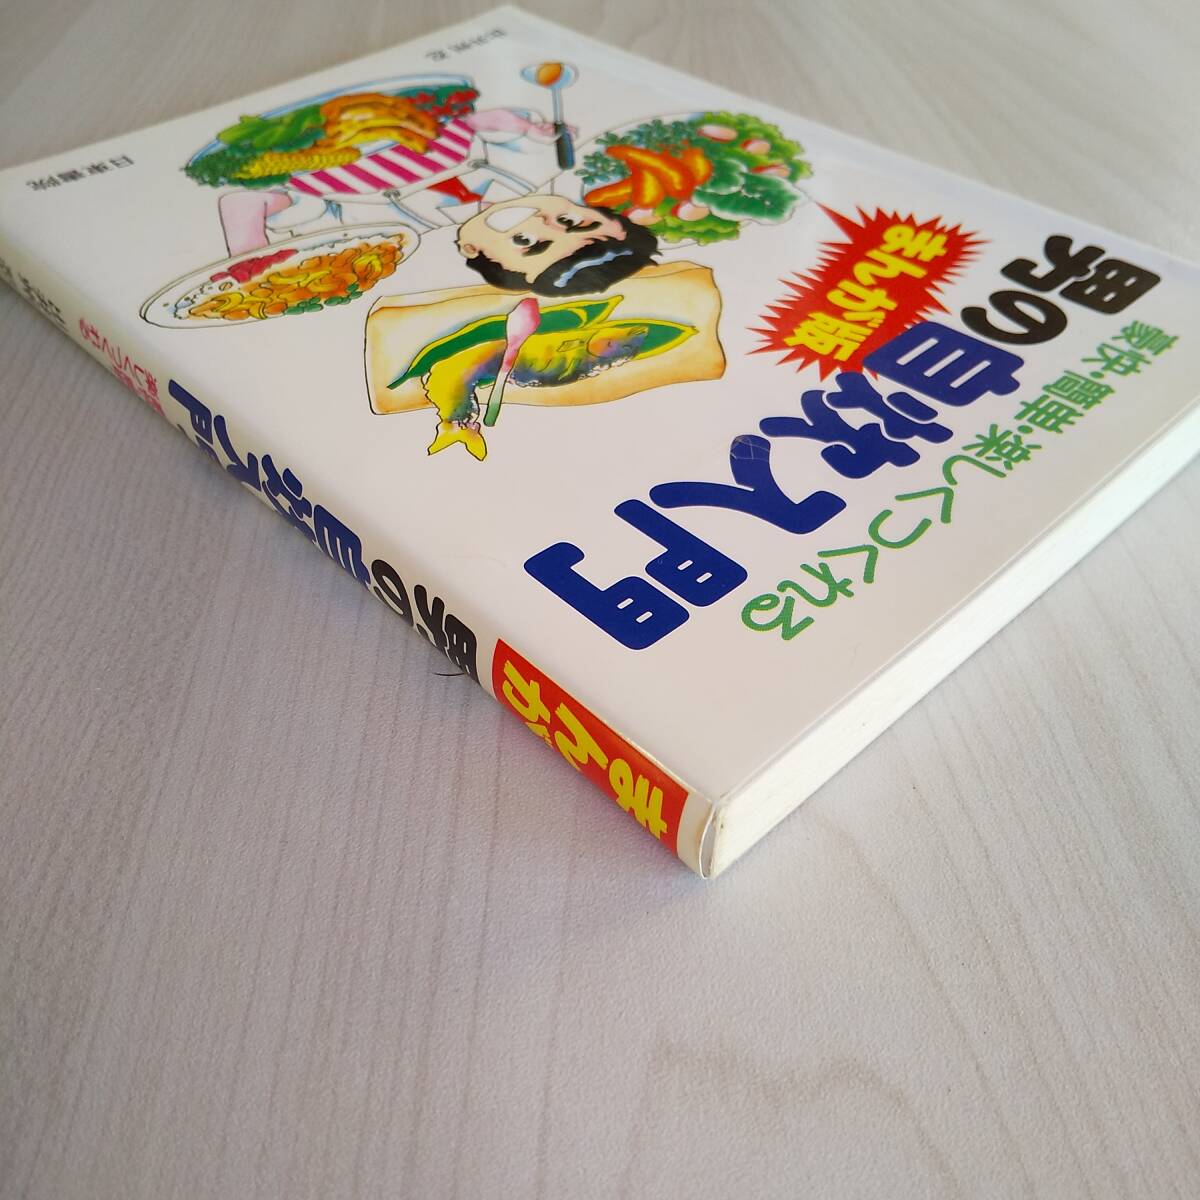 豪快・簡単・楽しくつくれる
男の自炊入門
まんが版
日東書院
まんが
男の自炊入門